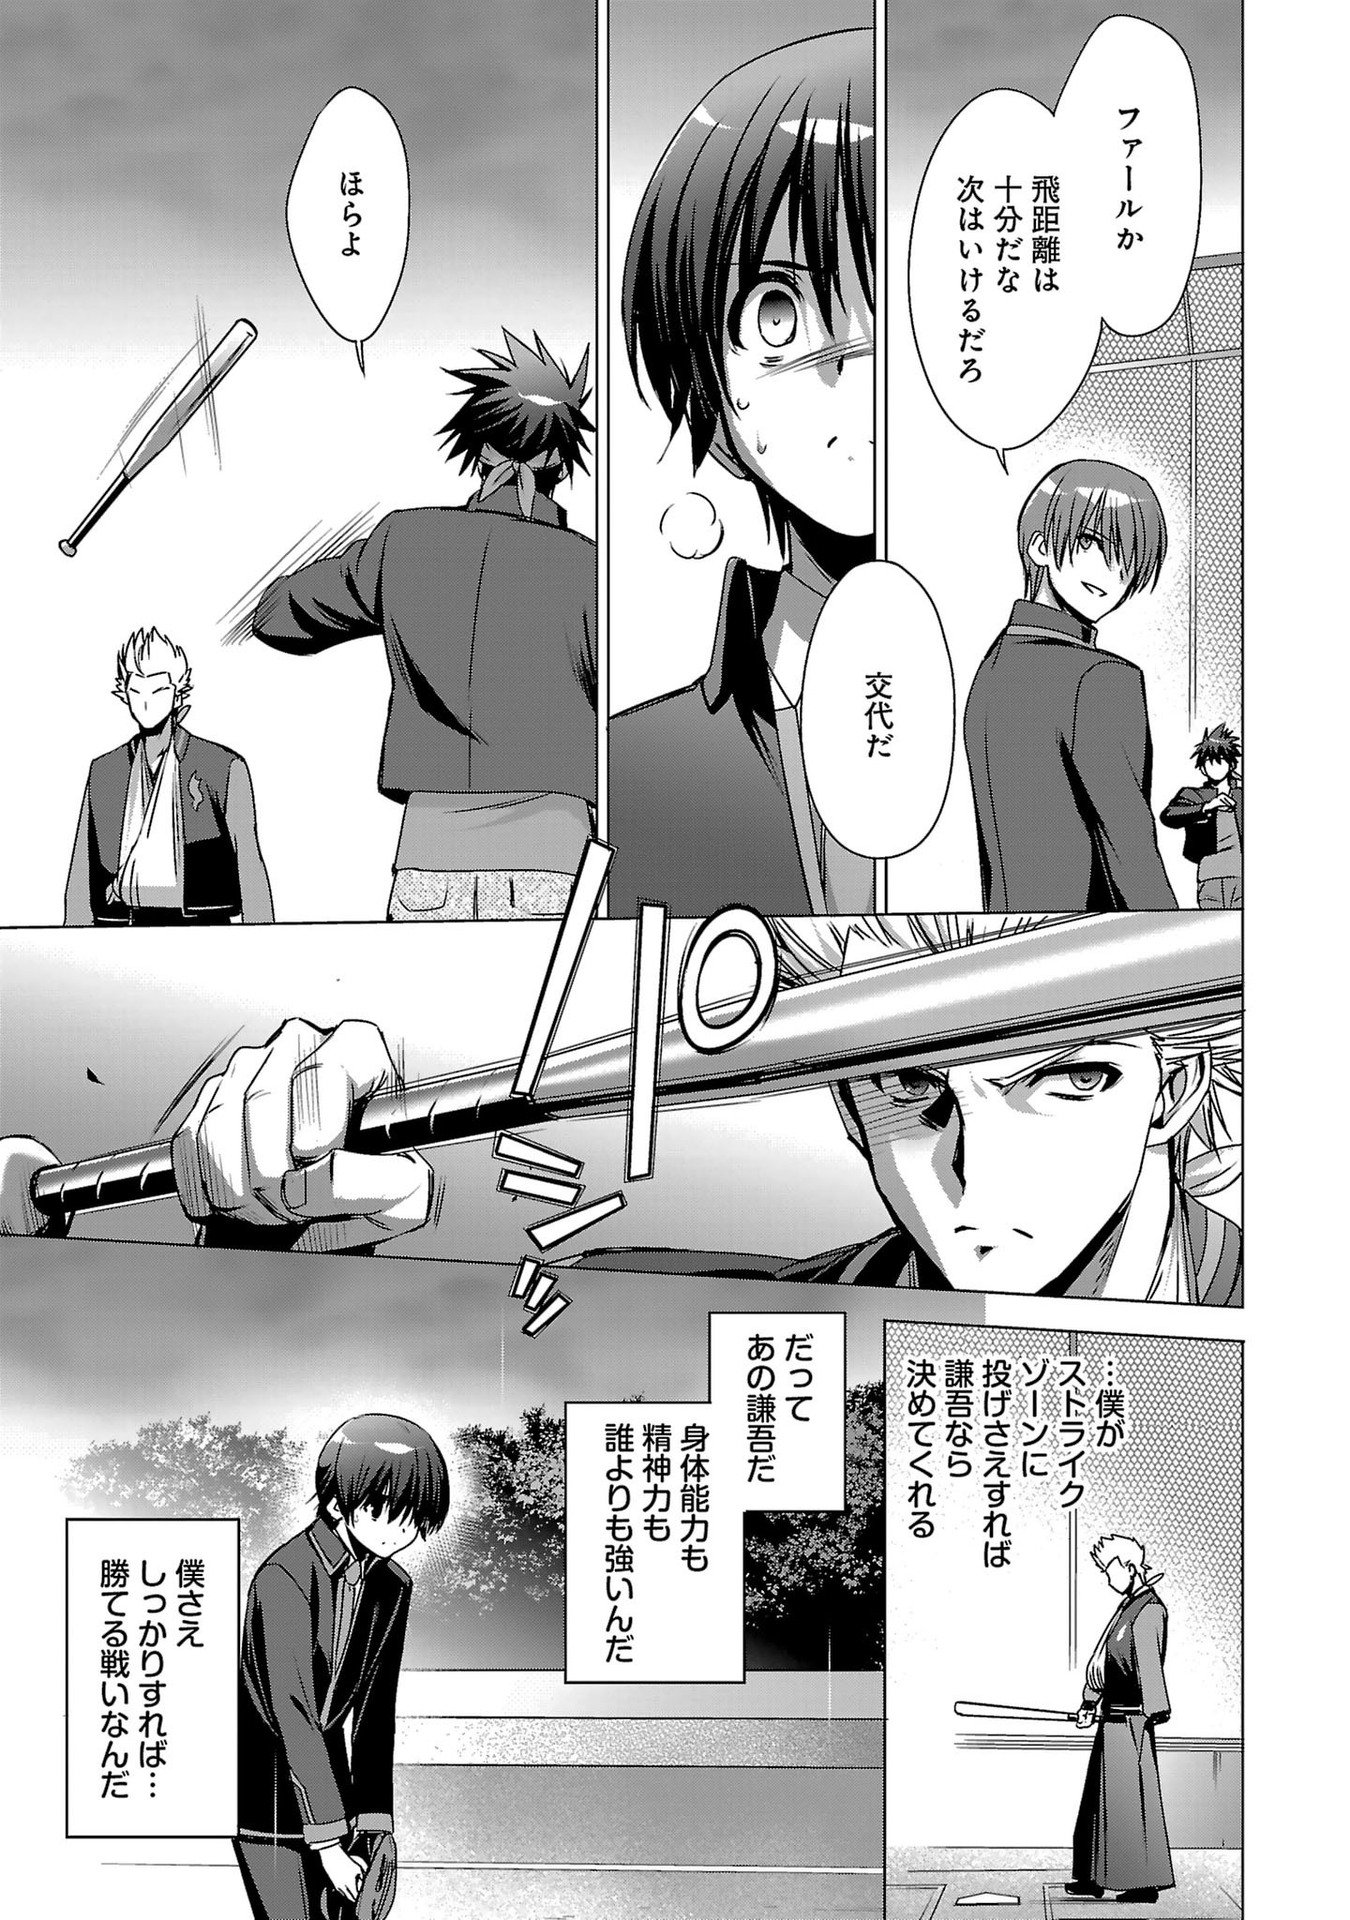 ファールか
飛距離は
十分だな
次はいけるだろ
交代だ
ほらよ
パシッ
…僕が
ストライク
ゾーンに
投げさえすれば
謙吾なら
決めてくれる
だって
あの謙吾だ
身体能力も
精神力も
誰よりも強いんだ
僕さえ
しっかりすれば…
勝てる戦いなんだ